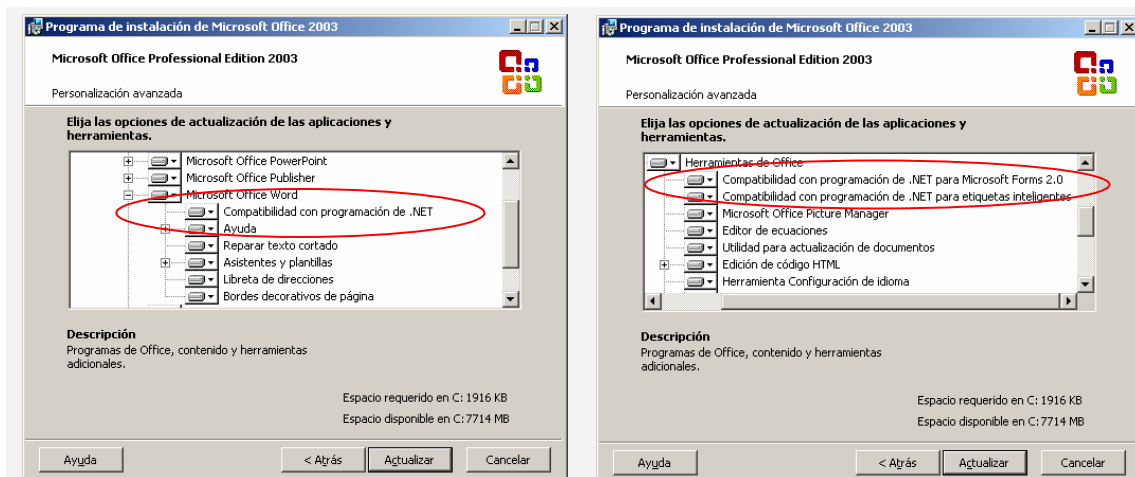 Programa de instalación de Microsoft Office 2003
Microsoft Office Professional Edition 2003
Personalización avanzada
Elija las opciones de actualización de las aplicaciones y
herramientas.
Microsoft Office PowerPoint
Microsoft Office Publisher
Microsoft Office Word
Compatibilidad con programación de .NET
Ayuda
Reparar texto cortado
Asistentes y plantillas
Libreta de direcciones
Bordes decorativos de página
Descripción
Programas de Office, contenido y herramientas
adicionales.
Espacio requerido en C: 1916 KB
Espacio disponible en C: 7714 MB
Ayuda
< Atrás
Actualizar
Cancelar
Programa de instalación de Microsoft Office 2003
Microsoft Office Professional Edition 2003
Personalización avanzada
Elija las opciones de actualización de las aplicaciones y
herramientas.
Herramientas de Office
Compatibilidad con programación de .NET para Microsoft Forms 2.0
Compatibilidad con programación de .NET para etiquetas inteligentes
Microsoft Office Picture Manager
Editor de ecuaciones
Utilidad para actualización de documentos
Edición de código HTML
Herramienta Configuración de idioma
Descripción
Programas de Office, contenido y herramientas
adicionales.
Espacio requerido en C: 1916 KB
Espacio disponible en C: 7714 MB
Ayuda
< Atrás
Actualizar
Cancelar